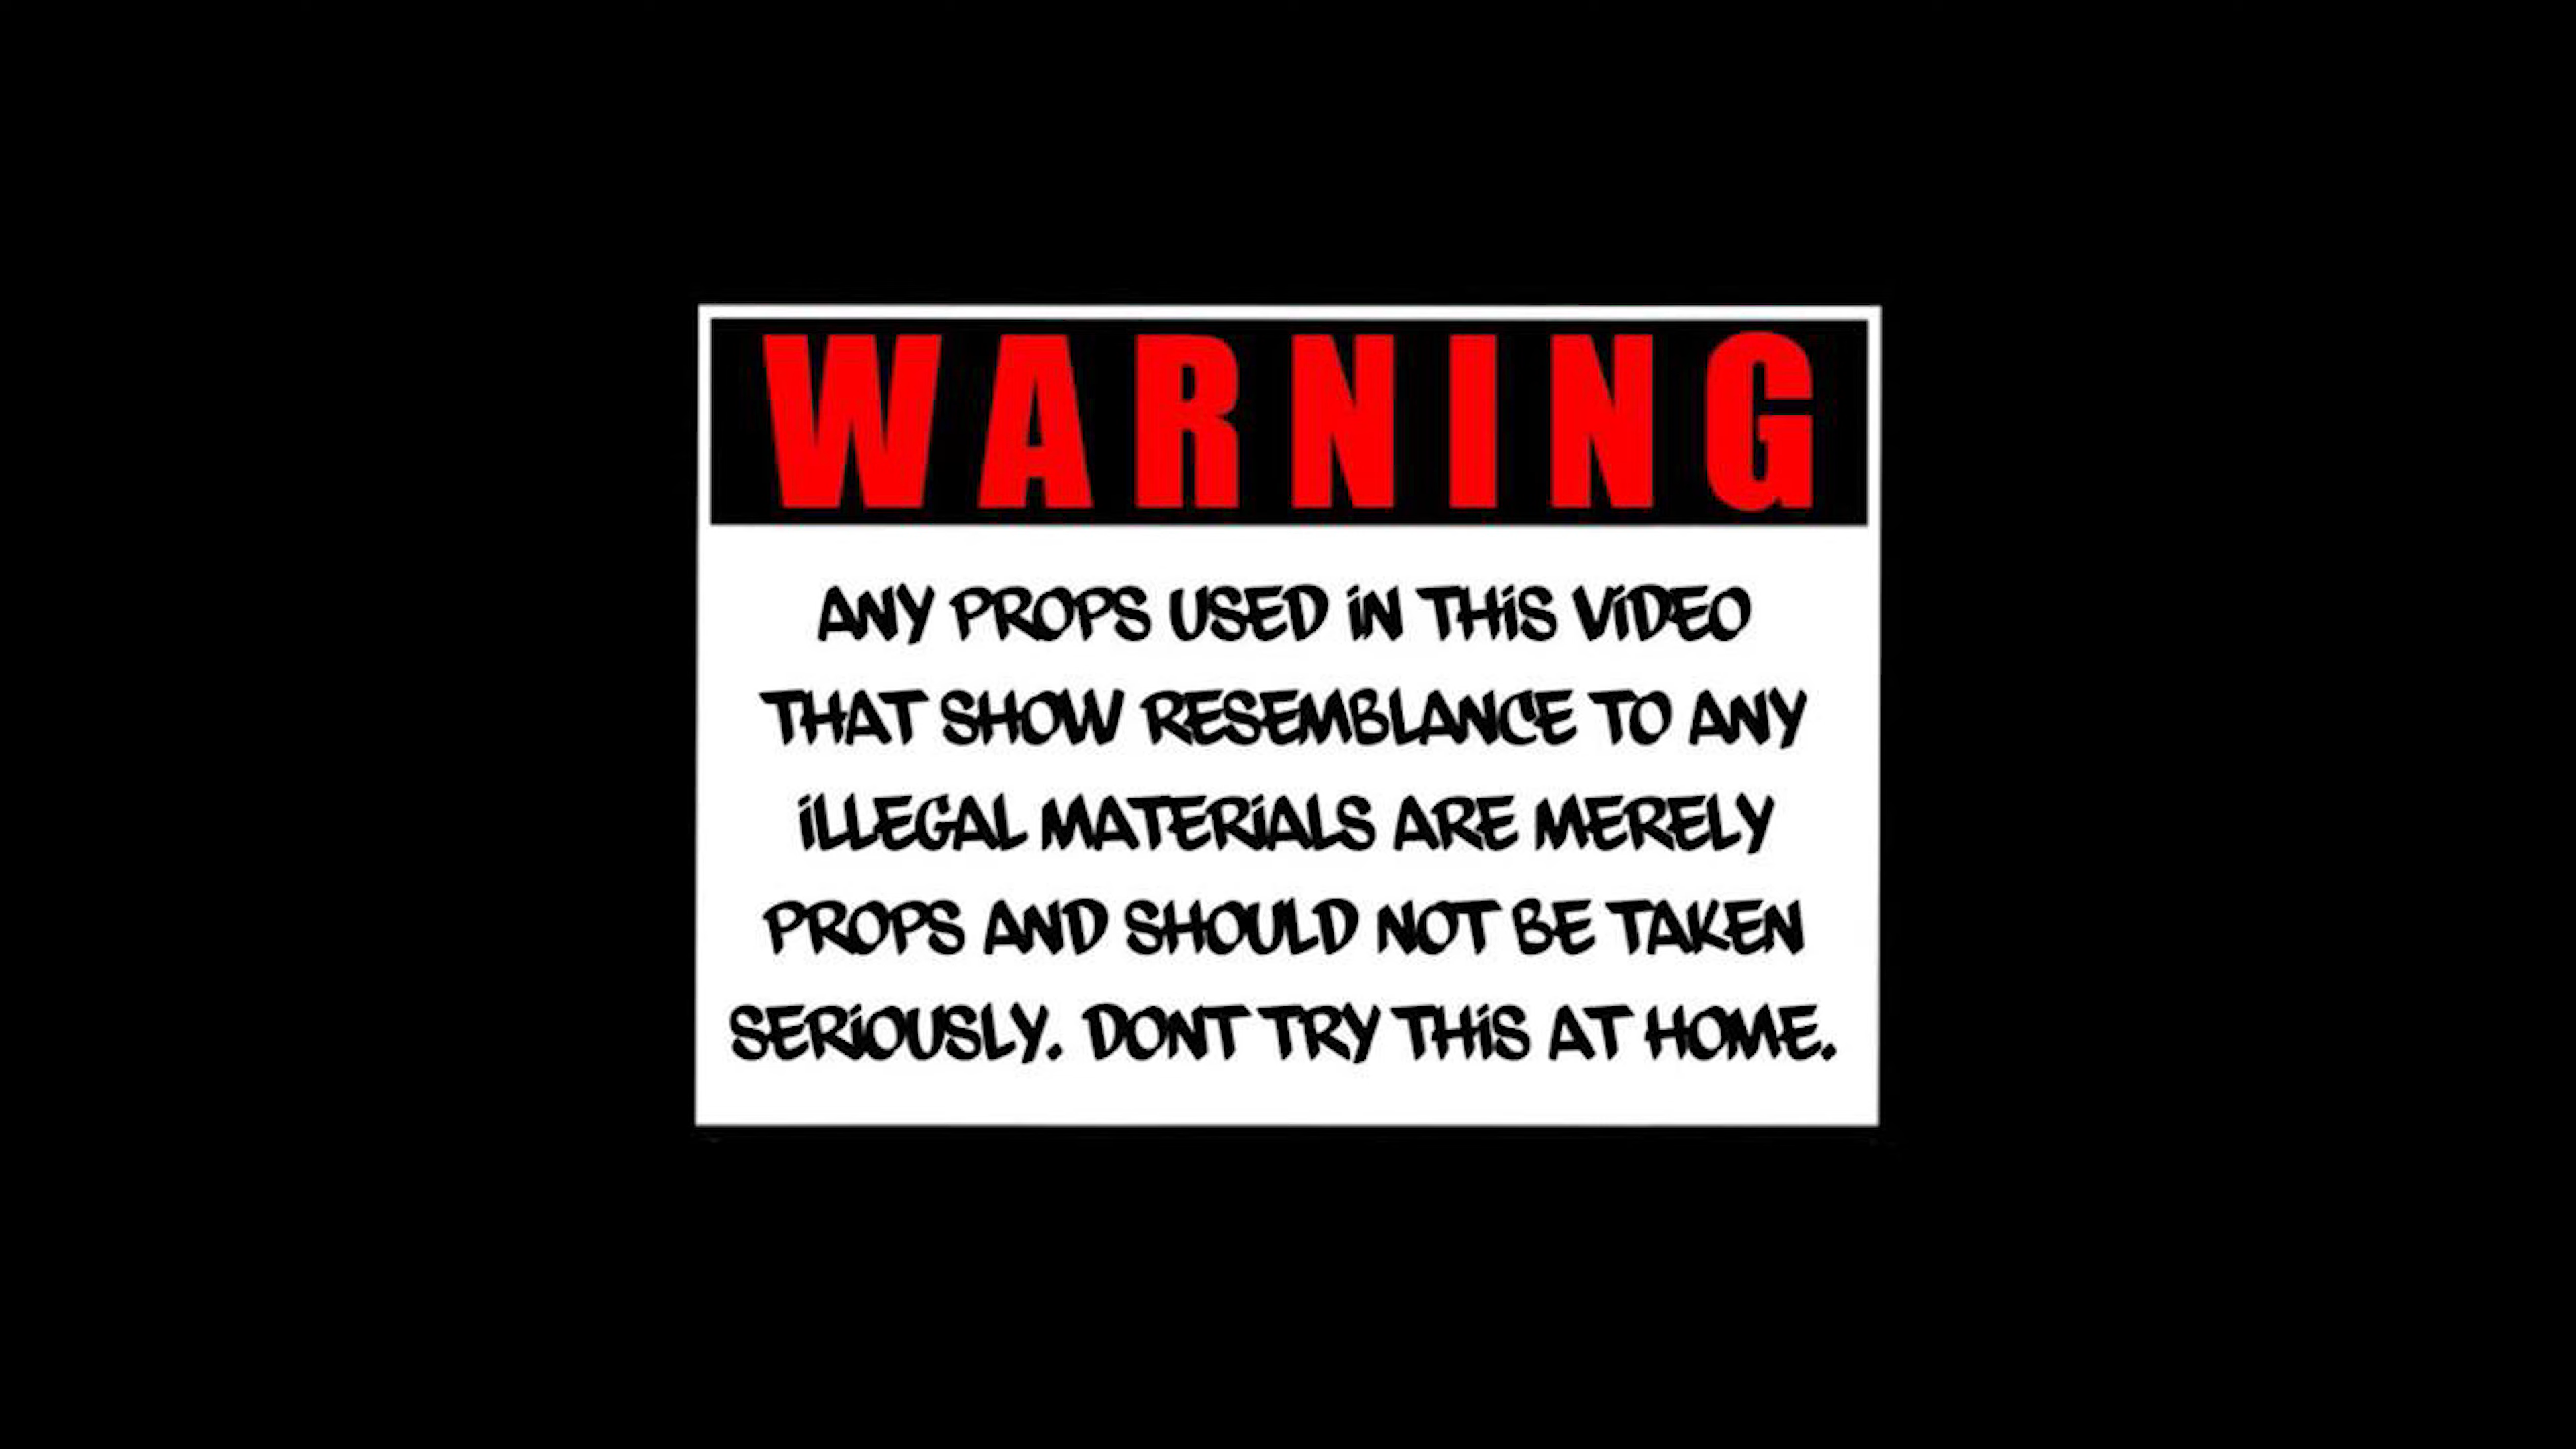 WARNING
ANY PROPS USED iN THiS ViDEO
THAT SHOW RESEMBLANCE TO ANY
iLLEGAL MATERiALS ARE MERELY
PROPS AND SHOULD NOT BE TAKEN
SERiOUSLY. DONT TRY THiS AT HOME.